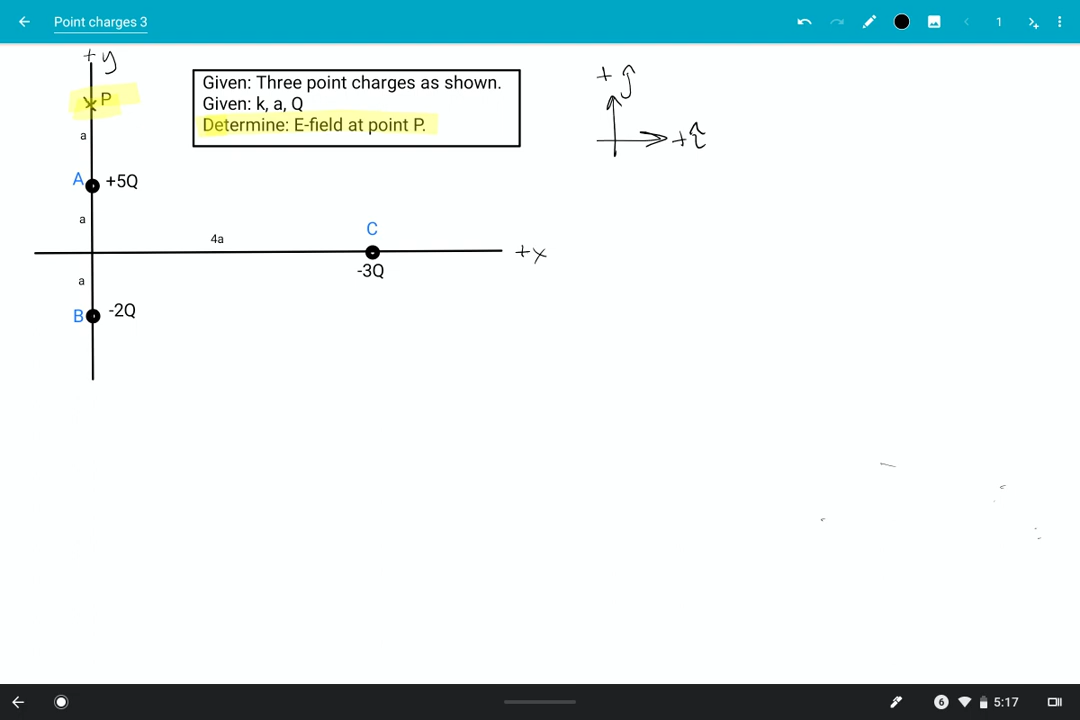 Point charges 3
1
+y
P
Given: Three point charges as shown.
Given: k, a, Q
Determine: E-field at point P.
+ĵ
+î
a
A +5Q
a
4a
C
+x
-3Q
a
B -2Q
6 5:17